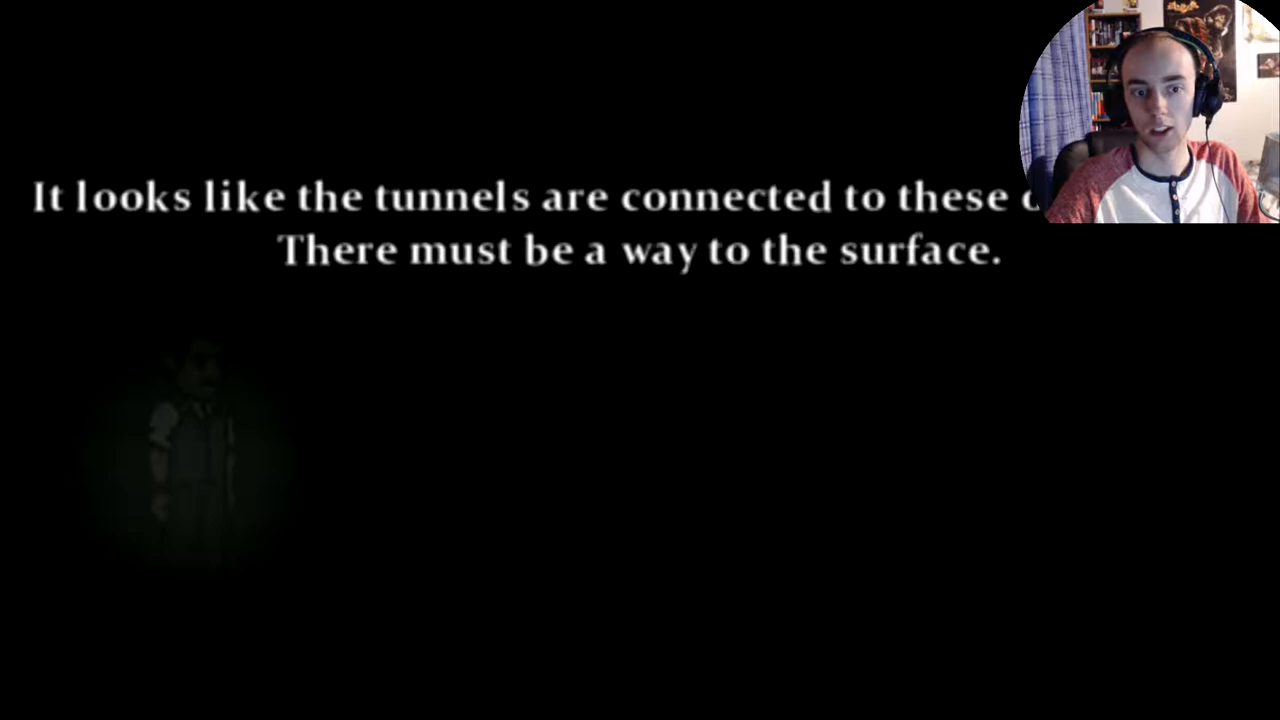 It looks like the tunnels are connected to these
There must be a way to the surface.